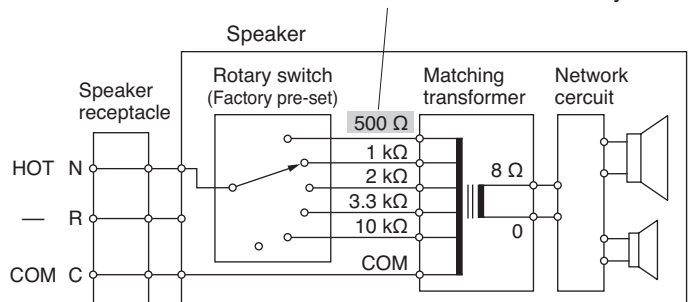 Speaker
Speaker
receptacle
Rotary switch
(Factory pre-set)
Matching
transformer
Network
cercuit
500 Ω
1 kΩ
2 kΩ
3.3 kΩ
10 kΩ
COM
8 Ω
0
HOT N
— R
COM C